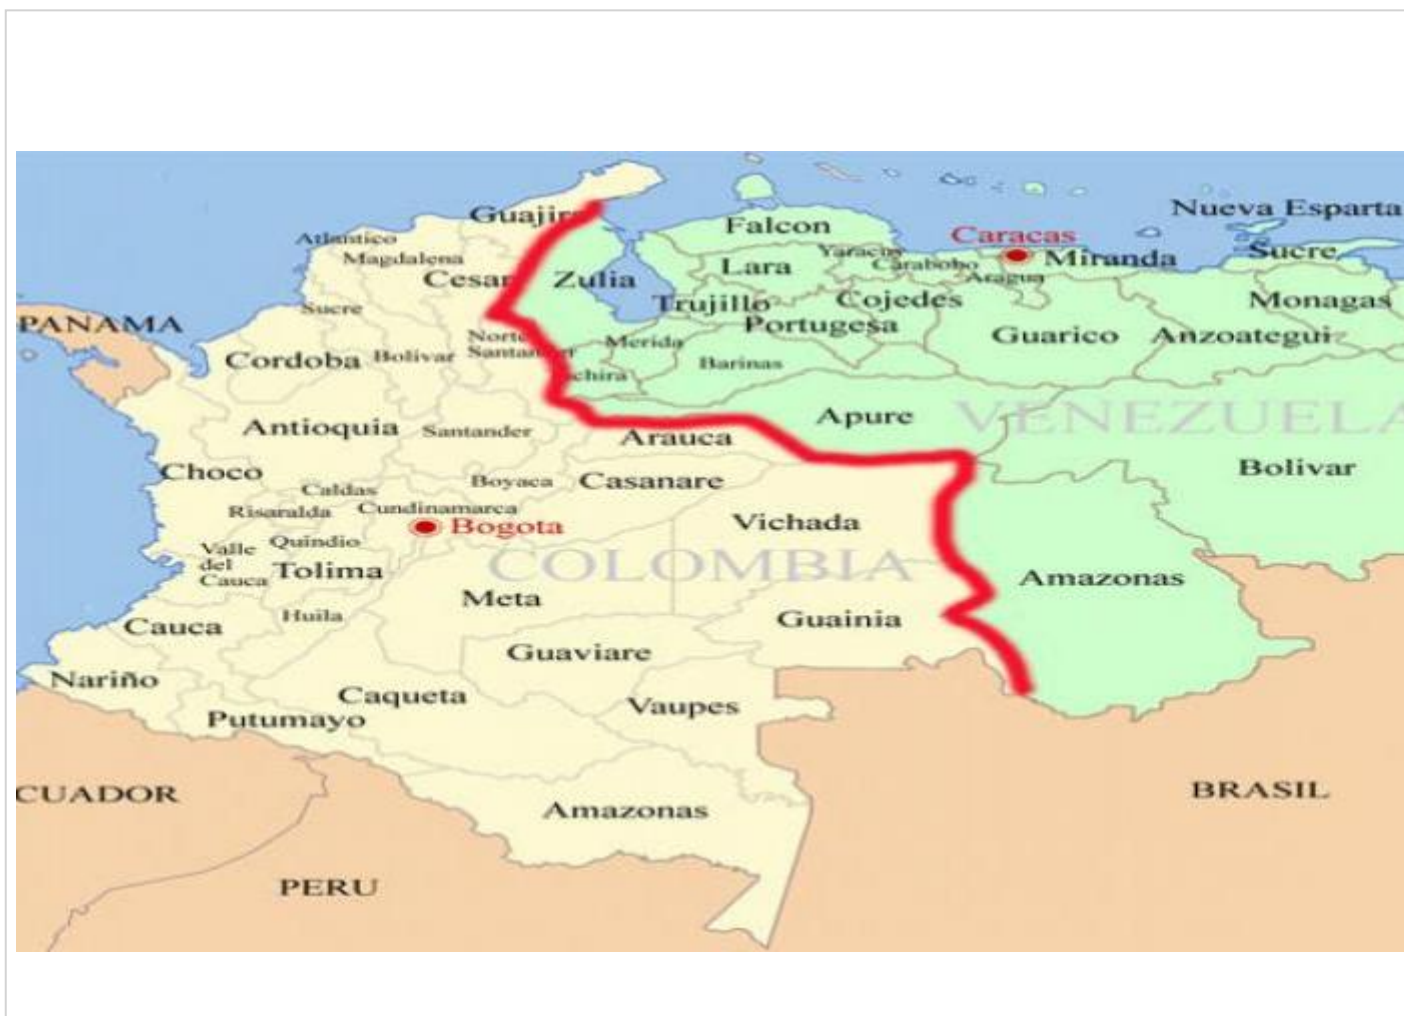 Nueva Esparta
Guajira
Falcon
Caracas
Atlantico
Magdalena
Yaracuy
Sucre
Miranda
Cesar
Zulia
Lara
Carabobo
Aragua
Sucre
Trujillo
Cojedes
Monagas
PANAMA
Portugesa
Guarico
Anzoategui
Norte
Santander
Merida
Cordoba
Bolivar
Barinas
chira
Apure
VENEZUELA
Antioquia
Santander
Arauca
Choco
Boyaca
Casanare
Bolivar
Caldas
Risaralda
Cundinamarca
Bogota
Vichada
Quindio
Valle
del
Cauca
Tolima
COLOMBIA
Amazonas
Meta
Huila
Guainia
Cauca
Guaviare
Nariño
Caqueta
Vaupes
Putumayo
CUADOR
BRASIL
Amazonas
PERU